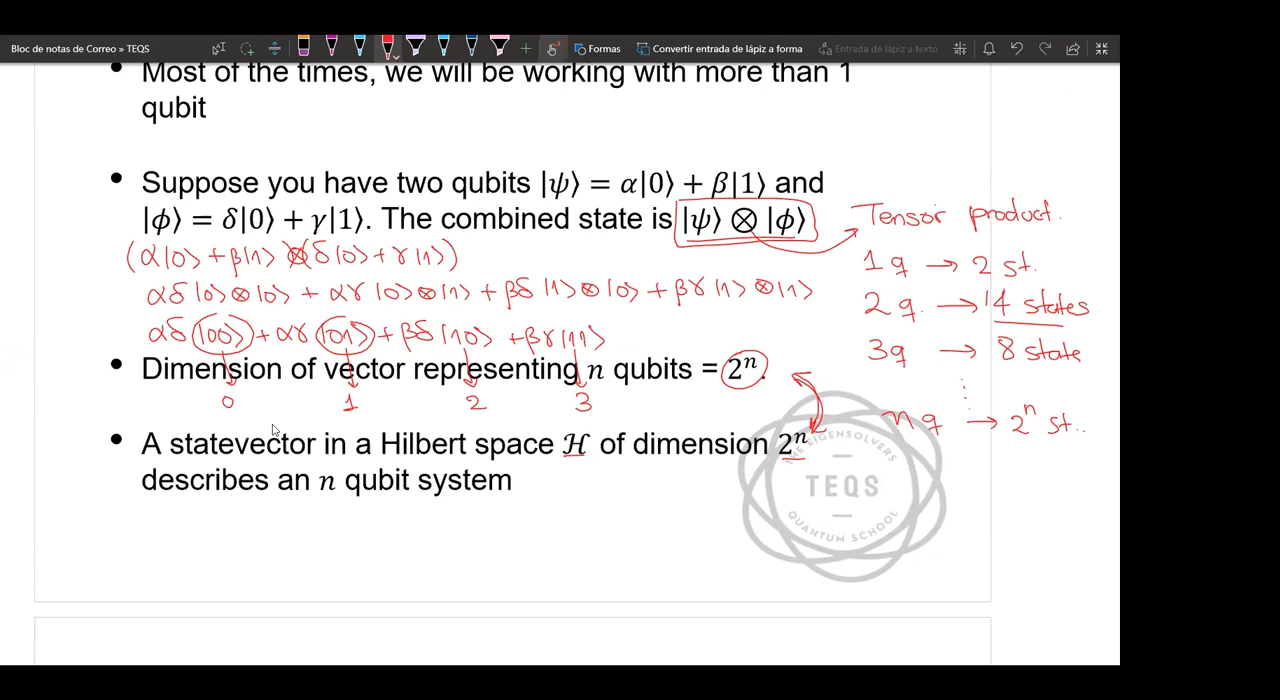 Bloc de notas de Correo » TEQS
Formas
Convertir entrada de lápiz a forma
Entrada de lápiz a texto
• Most of the times, we will be working with more than 1
qubit
• Suppose you have two qubits |ψ⟩ = α|0⟩ + β|1⟩ and
|ϕ⟩ = δ|0⟩ + γ|1⟩. The combined state is |ψ⟩ ⊗ |ϕ⟩
(α|0⟩ + β|1⟩ ⊗ (δ|0⟩ + γ|1⟩)
αδ |0⟩⊗|0⟩ + αγ |0⟩⊗|1⟩ + βδ |1⟩⊗|0⟩ + βγ |1⟩⊗|1⟩
αδ |00⟩ + αγ |01⟩ + βδ |10⟩ + βγ |11⟩
• Dimension of vector representing n qubits = 2ⁿ.
0 1 2 3
• A statevector in a Hilbert space ℋ of dimension 2ⁿ
describes an n qubit system
Tensor product.
1 q → 2 st.
2 q. → 4 states
3q → 8 state
⋮
n q → 2ⁿ st..
THE EIGENSOLVERS
TEQS
QUANTUM SCHOOL